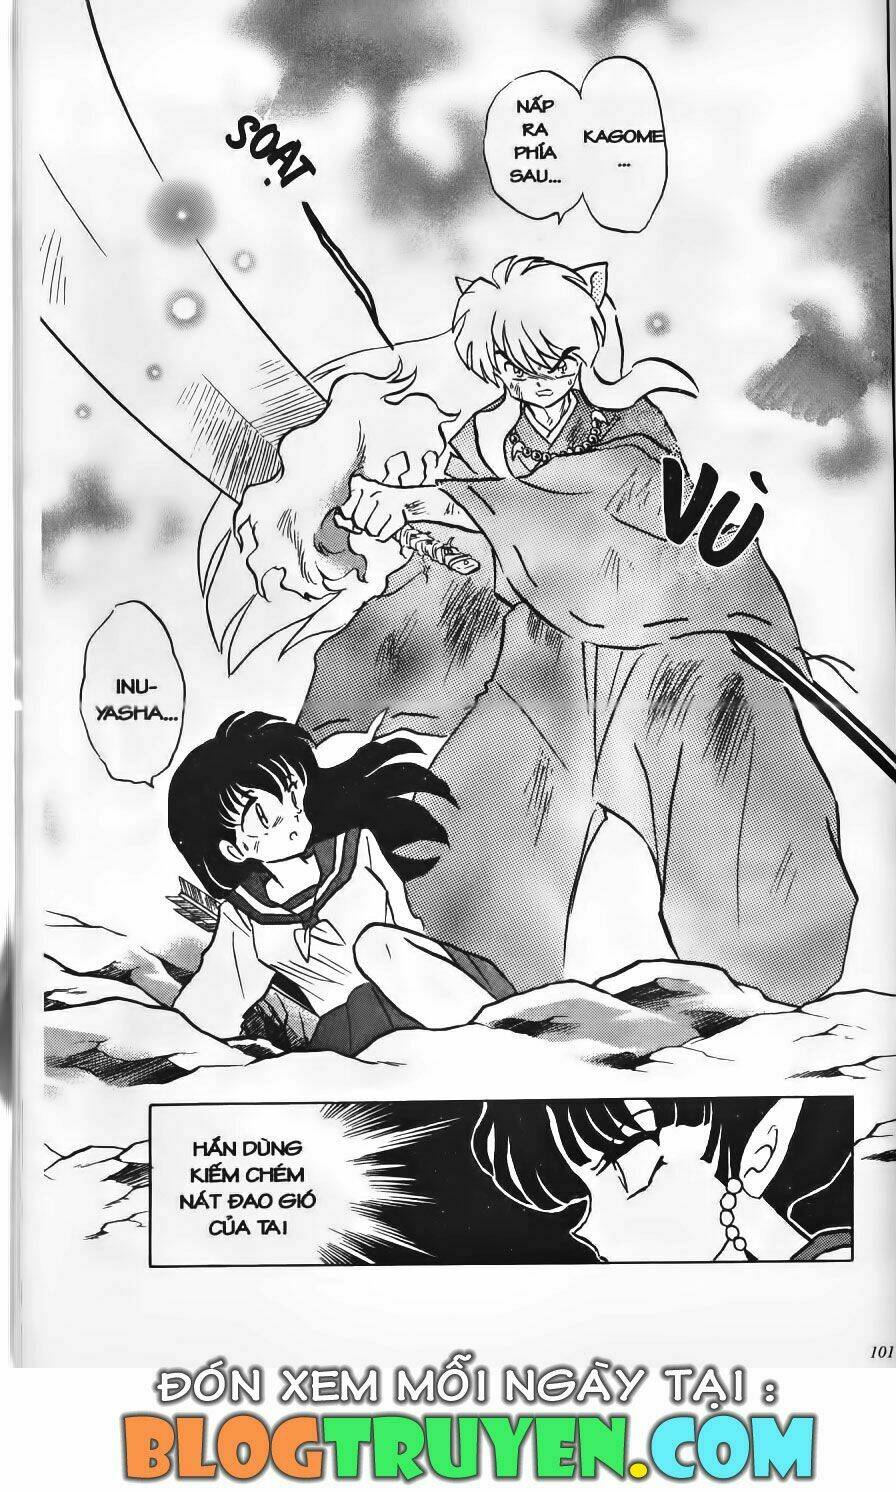 KAGOME
...
NẤP
RA
PHÍA
SAU...
SOẠT
VÙ
INU-
YASHA...
HẮN DÙNG
KIẾM CHÉM
NÁT ĐAO GIÓ
CỦA TA!
101
ĐÓN XEM MỖI NGÀY TẠI :
BLOGTRUYEN.COM